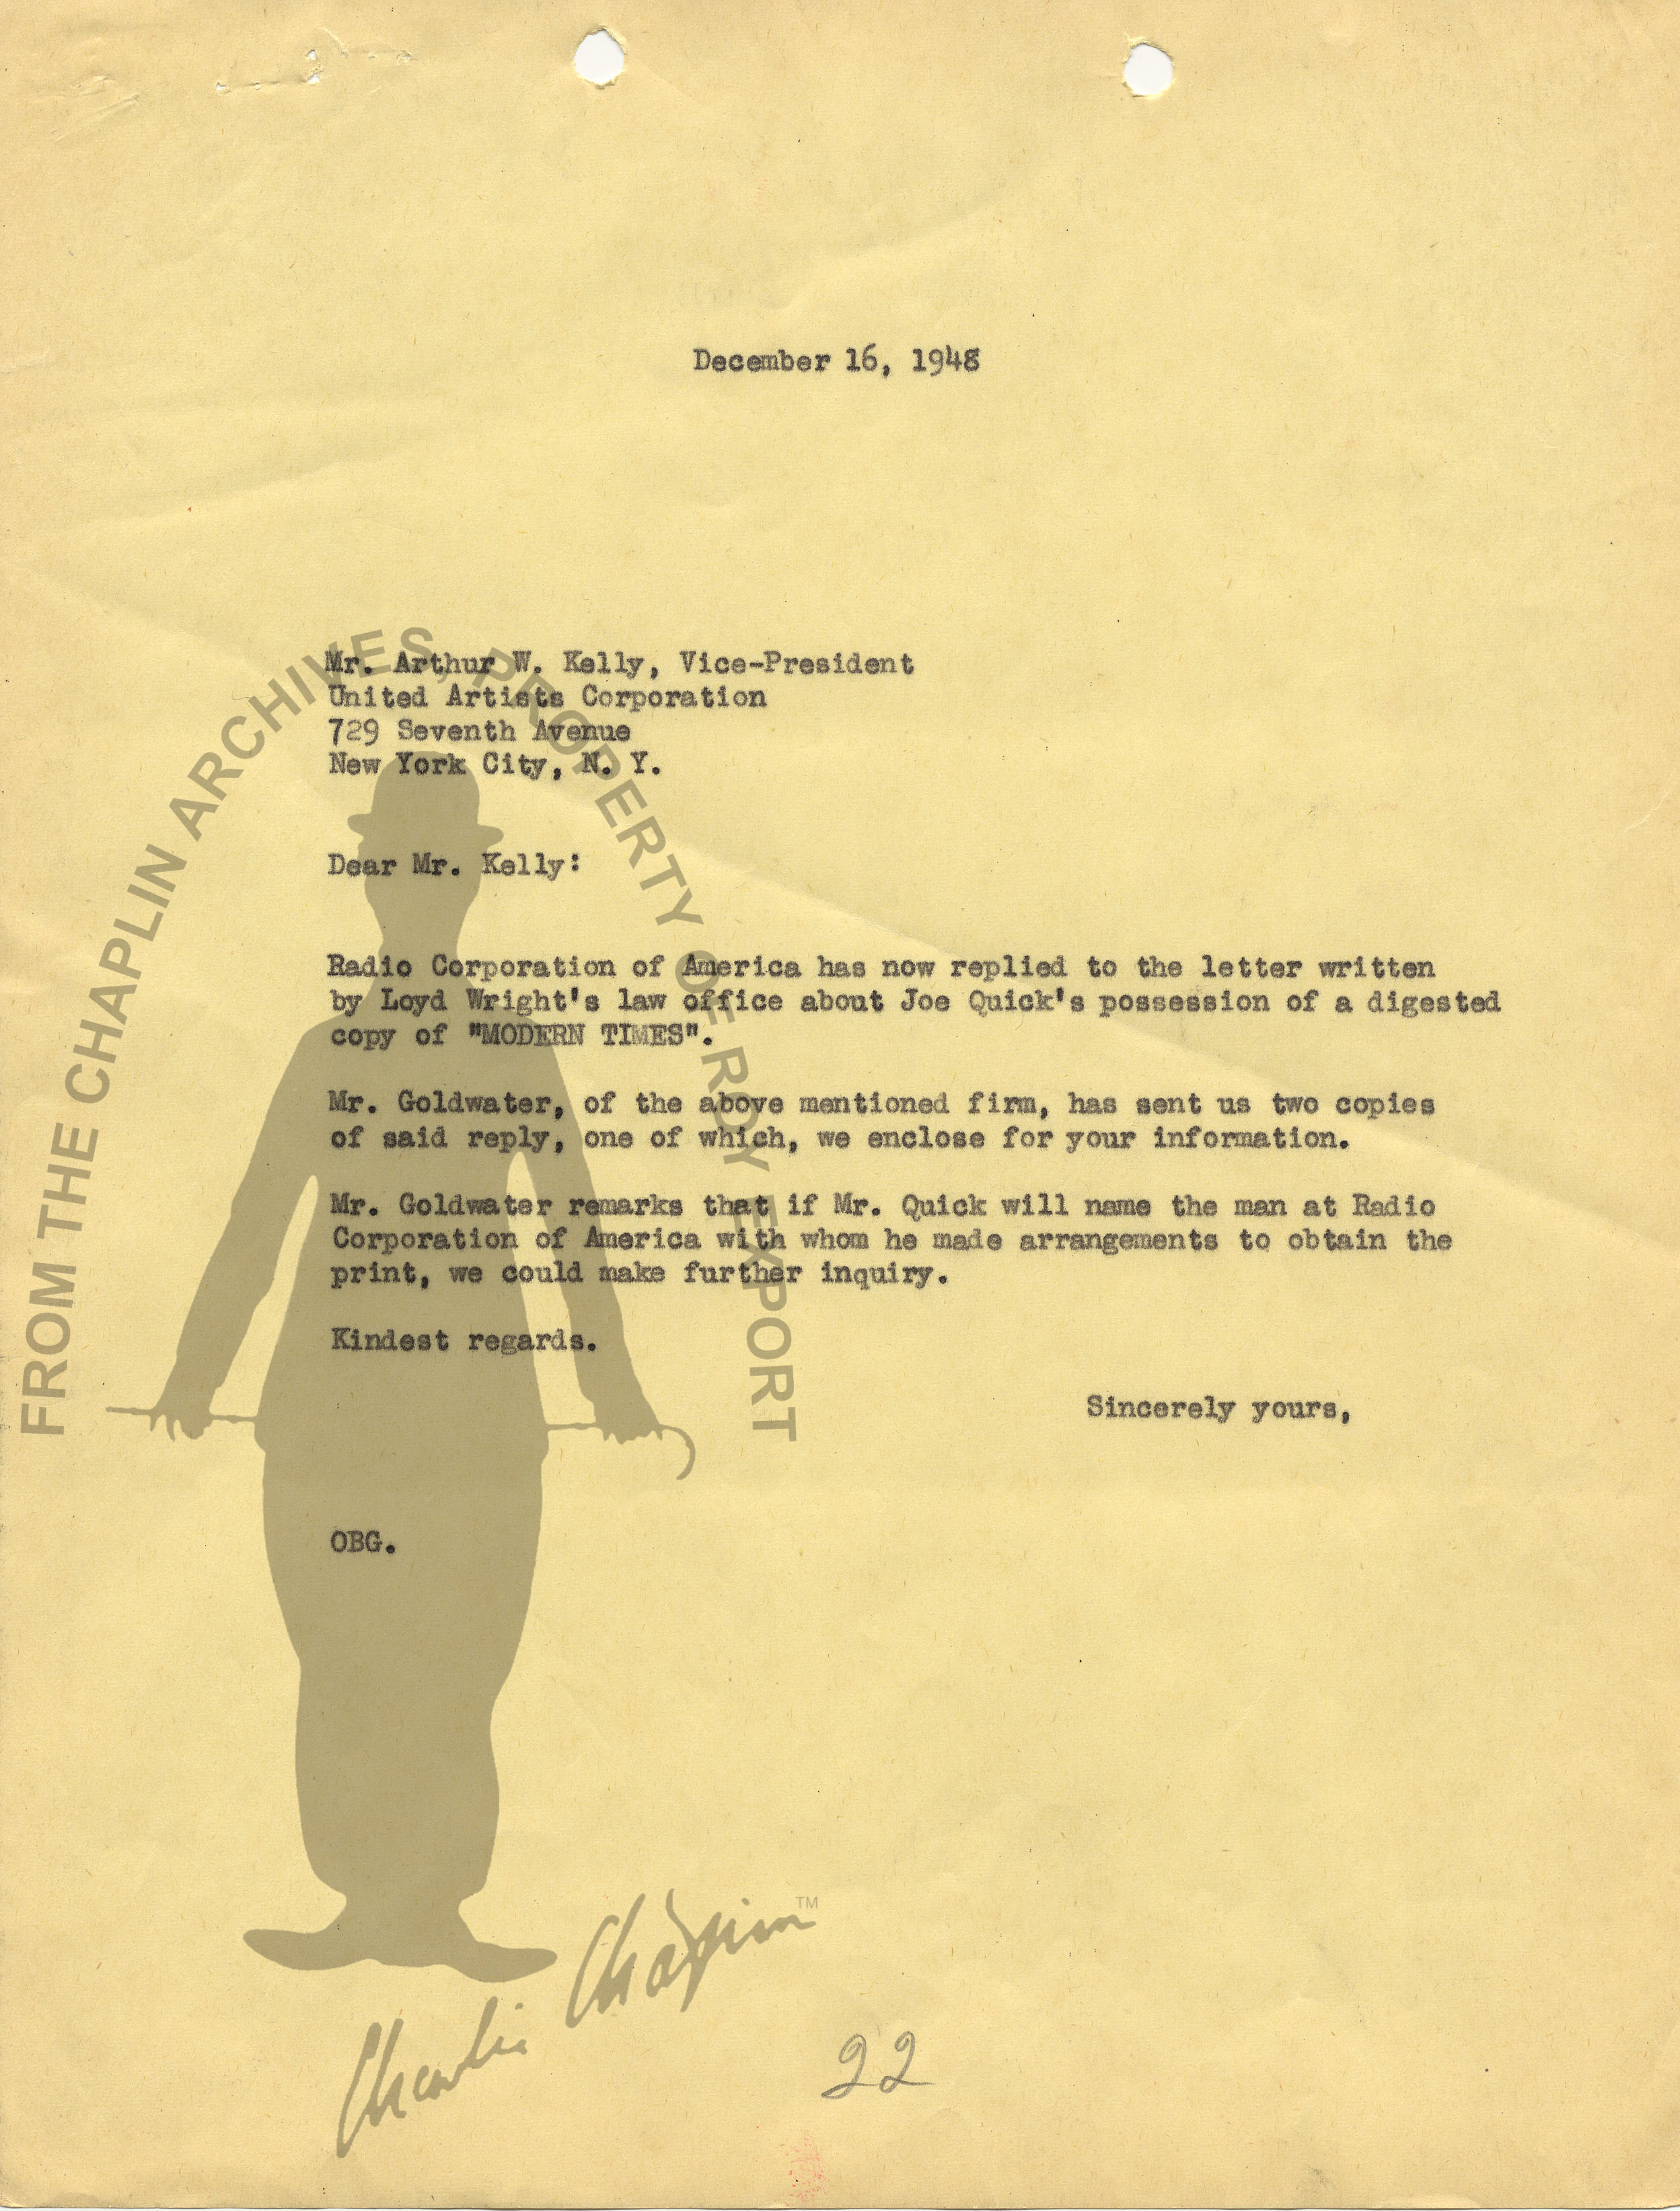 December 16, 1948
Mr. Arthur W. Kelly, Vice-President
United Artists Corporation
729 Seventh Avenue
New York City, N. Y.
Dear Mr. Kelly:
Radio Corporation of America has now replied to the letter written
by Loyd Wright's law office about Joe Quick's possession of a digested
copy of "MODERN TIMES".
Mr. Goldwater, of the above mentioned firm, has sent us two copies
of said reply, one of which, we enclose for your information.
Mr. Goldwater remarks that if Mr. Quick will name the man at Radio
Corporation of America with whom he made arrangements to obtain the
print, we could make further inquiry.
Kindest regards.
Sincerely yours,
OBG.
FROM THE CHAPLIN ARCHIVES, PROPERTY OF ROY EXPORT
Charlie Chaplin TM
22